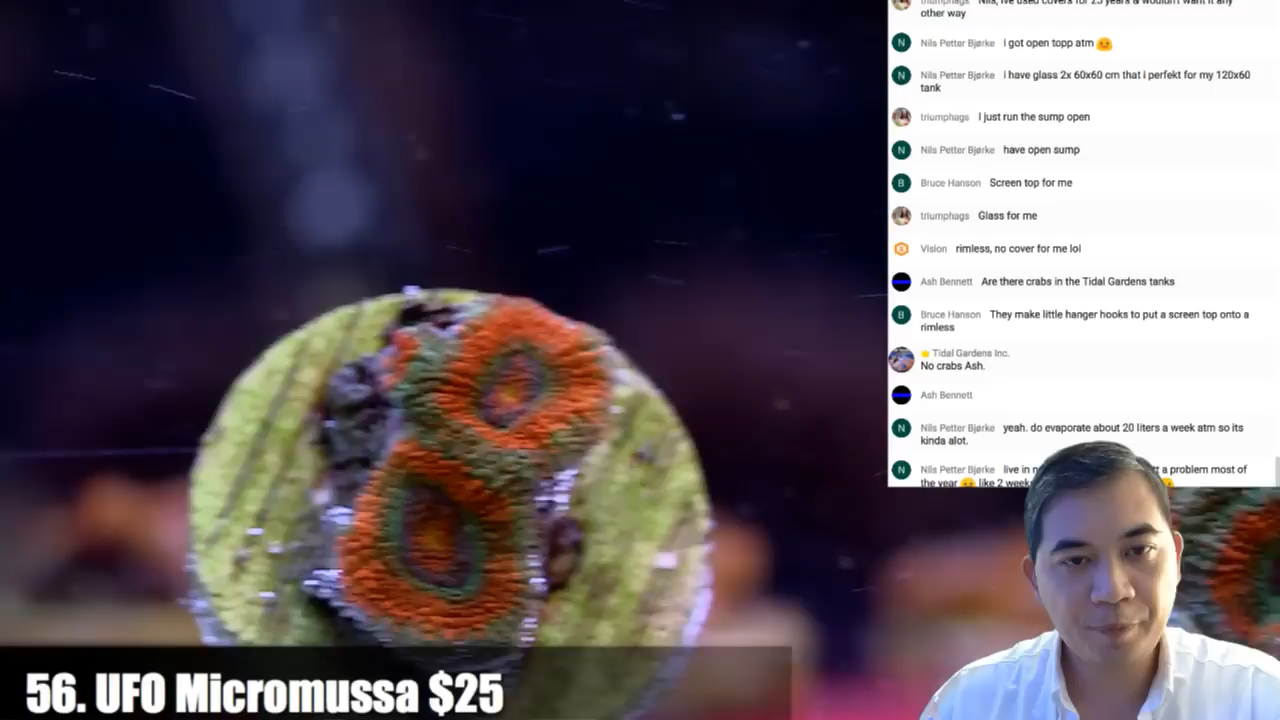 triumphags Nils, ive used covers for 25 years & wouldn't want it any
other way
Nils Petter Bjørke i got open topp atm
Nils Petter Bjørke i have glass 2x 60x60 cm that i perfekt for my 120x60
tank
triumphags I just run the sump open
Nils Petter Bjørke have open sump
Bruce Hanson Screen top for me
triumphags Glass for me
Vision rimless, no cover for me lol
Ash Bennett Are there crabs in the Tidal Gardens tanks
Bruce Hanson They make little hanger hooks to put a screen top onto a
rimless
Tidal Gardens Inc.
No crabs Ash.
Ash Bennett
Nils Petter Bjørke yeah. do evaporate about 20 liters a week atm so its
kinda alot.
Nils Petter Bjørke live in a problem most of
the year like 2
56. UFO Micromussa $25